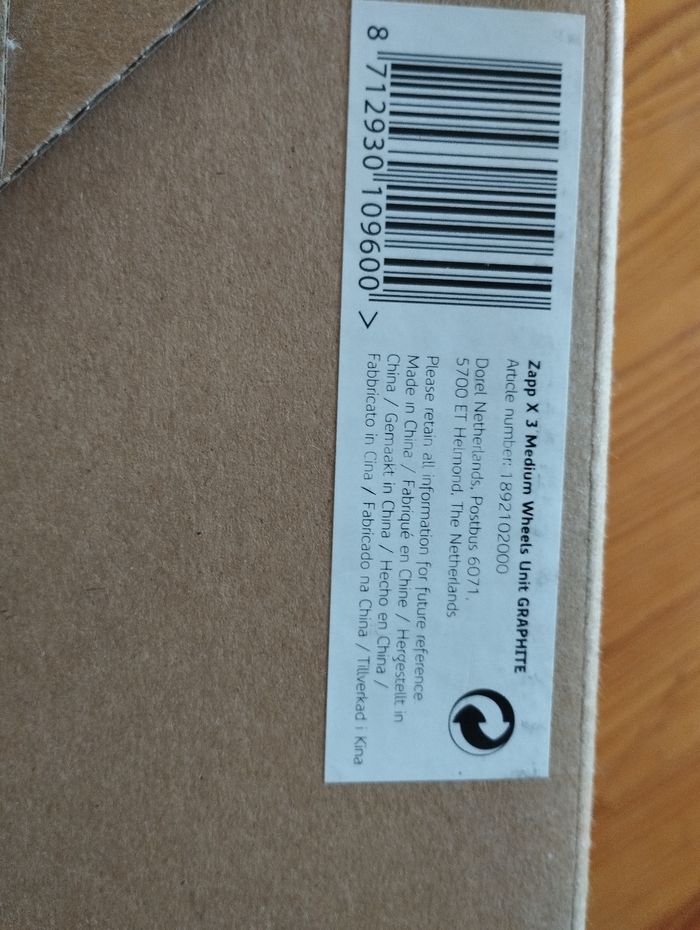 8 712930 109600 >
Zapp X 3 Medium Wheels Unit GRAPHITE
Article number: 1892102000
Dorel Netherlands, Postbus 6071,
5700 ET Helmond, The Netherlands
Please retain all information for future reference
Made in China / Fabriqué en Chine / Hergestellt in
China / Gemaakt in China / Hecho en China /
Fabbricato in Cina / Fabricado na China / Tillverkad i Kina